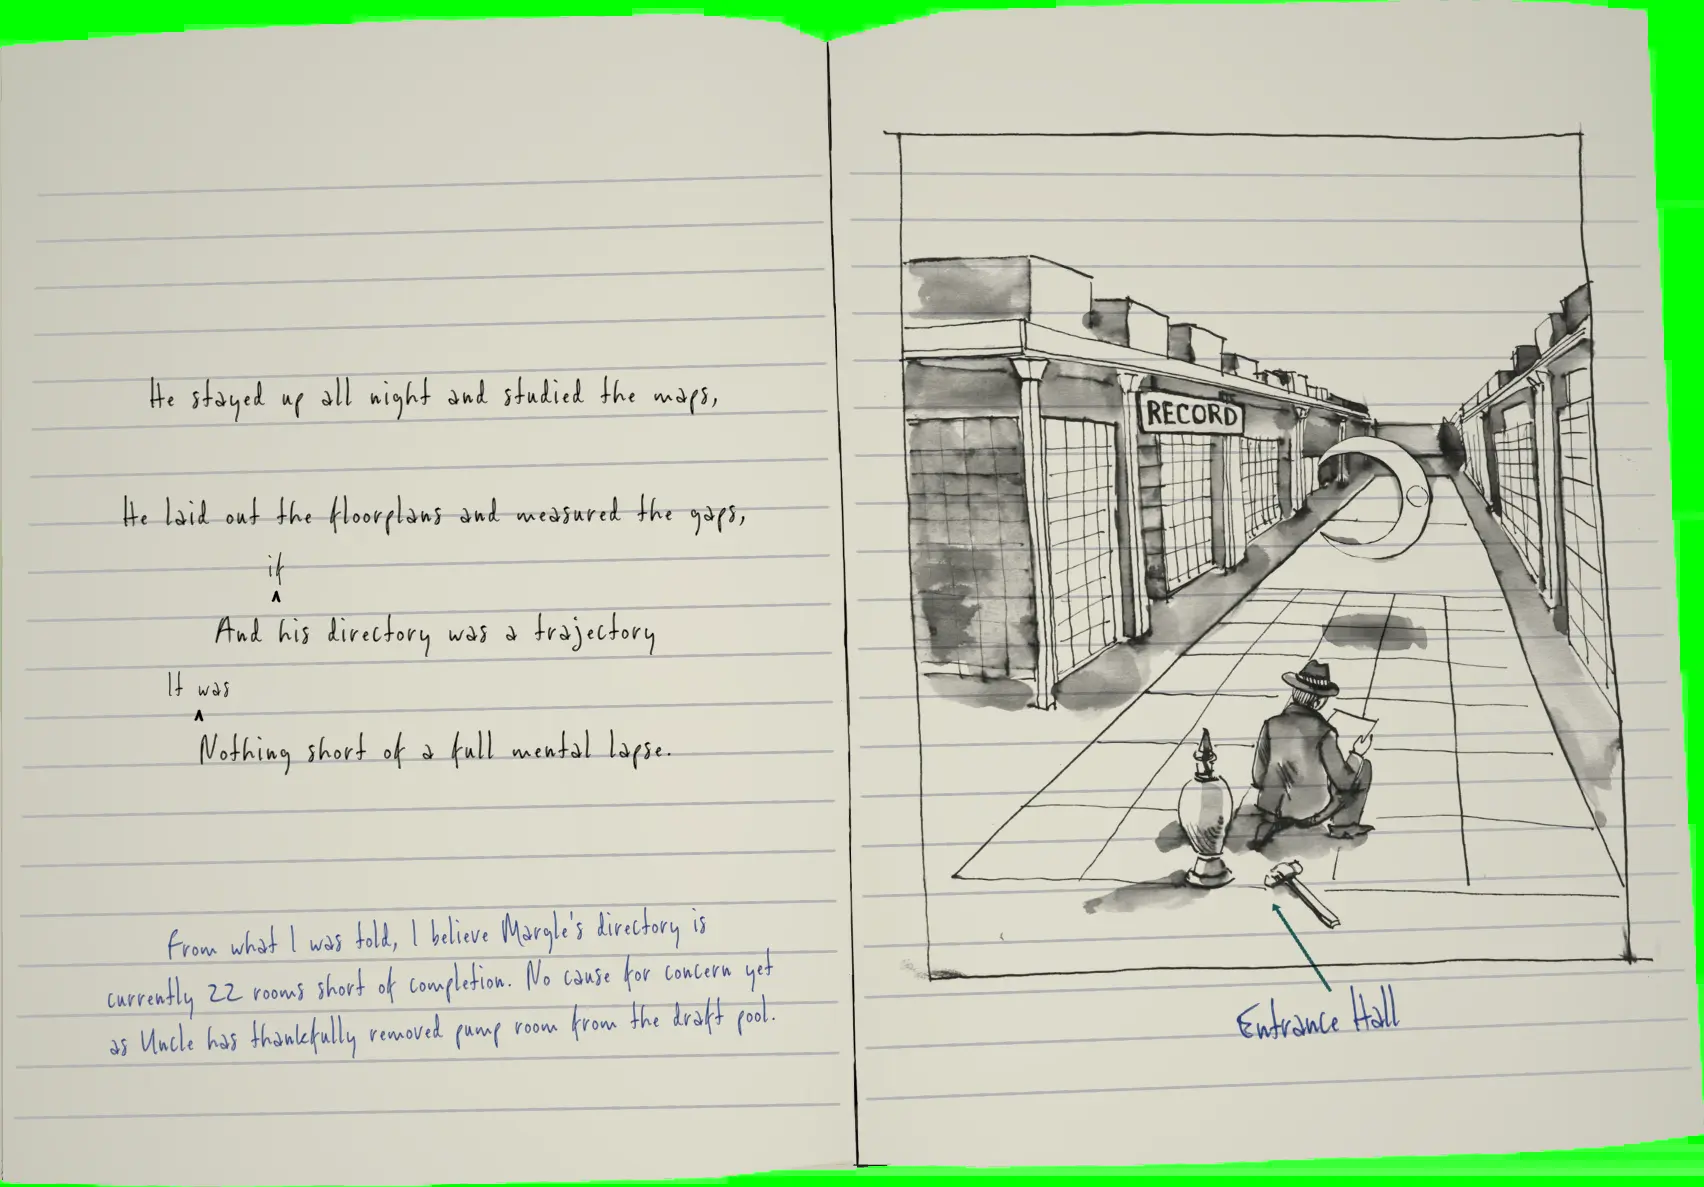 He stayed up all night and studied the maps,
He laid out the floorplans and measured the gaps,
if
^
And his directory was a trajectory
It was
^
Nothing short of a full mental lapse.
From what I was told, I believe Margle's directory is
currently 22 rooms short of completion. No cause for concern yet
as Uncle has thankfully removed pump room from the draft pool.
RECORD
Entrance Hall